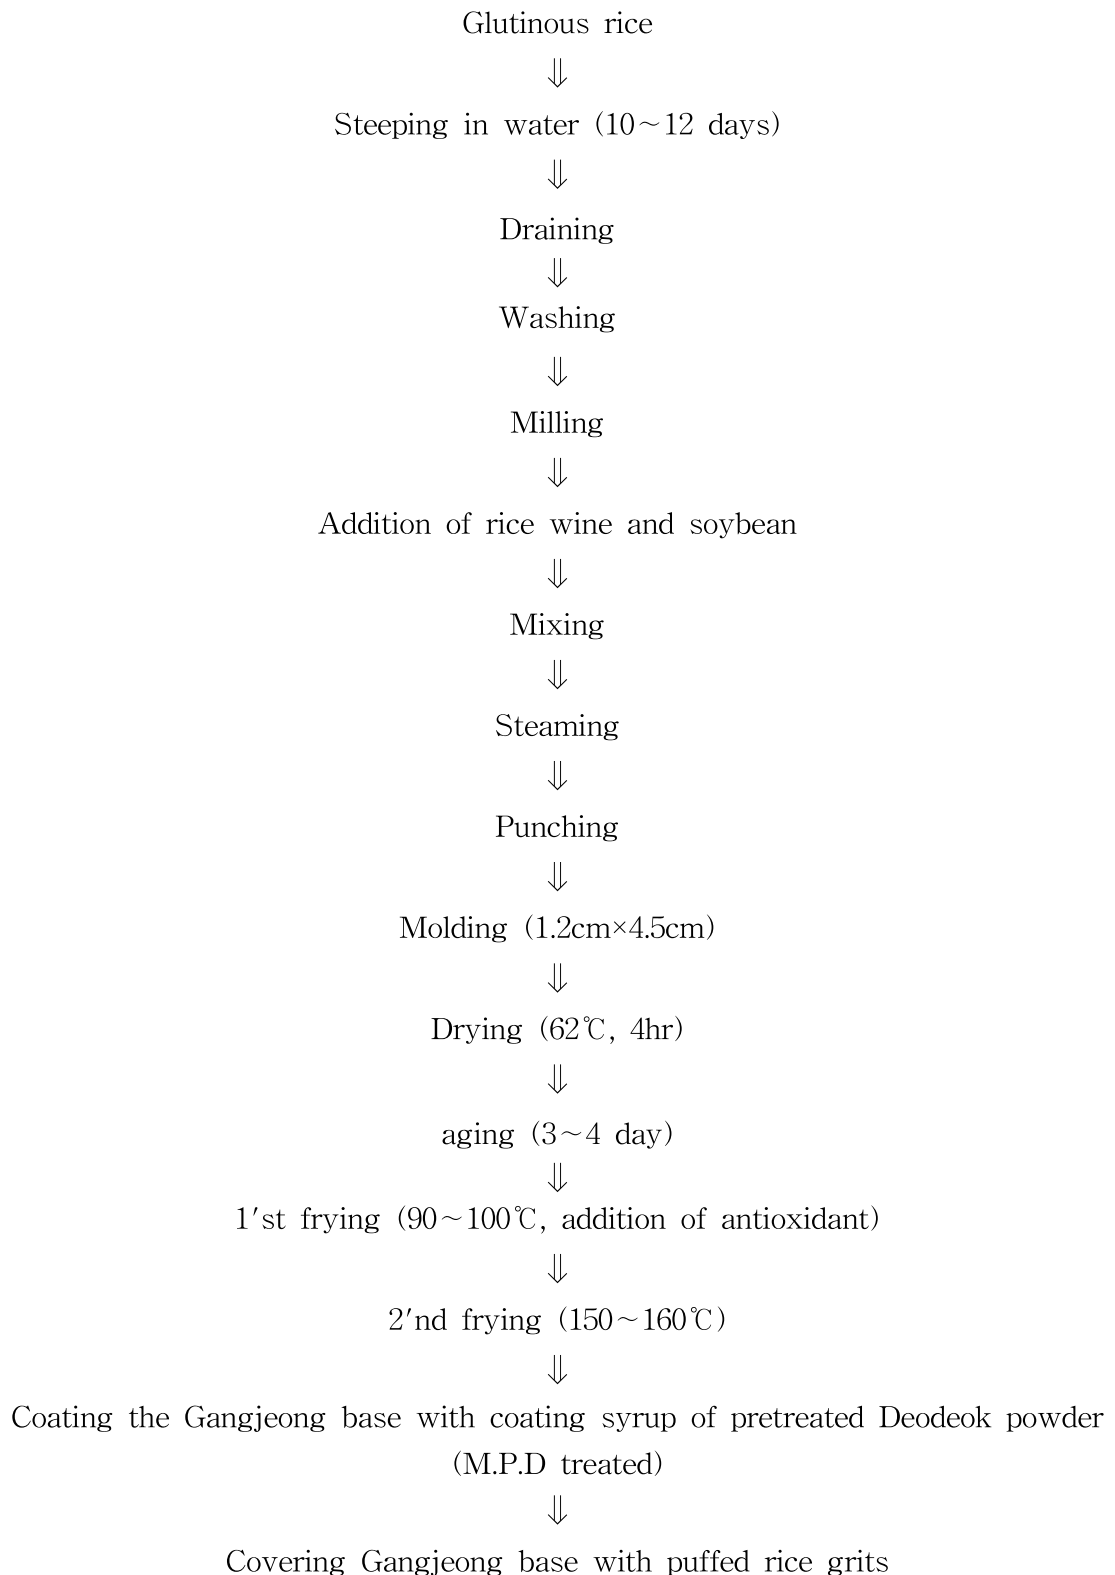 Glutinous rice
⇓
Steeping in water (10～12 days)
⇓
Draining
⇓
Washing
⇓
Milling
⇓
Addition of rice wine and soybean
⇓
Mixing
⇓
Steaming
⇓
Punching
⇓
Molding (1.2cm×4.5cm)
⇓
Drying (62℃, 4hr)
⇓
aging (3～4 day)
⇓
1′st frying (90～100℃, addition of antioxidant)
⇓
2′nd frying (150～160℃)
⇓
Coating the Gangjeong base with coating syrup of pretreated Deodeok powder
(M.P.D treated)
⇓
Covering Gangjeong base with puffed rice grits